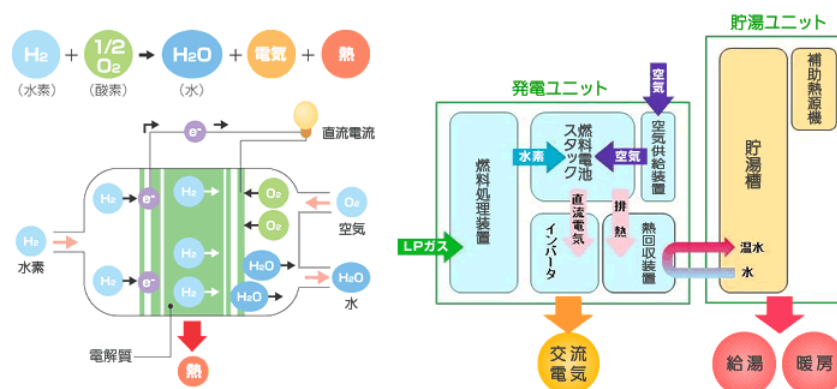 H2 + 1/2 O2 → H2O + 電気 + 熱
(水素) (酸素) (水)
e-
直流電流
H2 e- H2 O2
O2
H2
水素
O2
空気
H2 H2O
H2O
水
H2 e- H2 H2O
電解質
熱
貯湯ユニット
発電ユニット
空気
補助熱源機
燃料処理装置
燃料電池スタック
空気供給装置
貯湯槽
水素
空気
直流電気
排熱
LPガス
インバータ
熱回収装置
温水
水
交流電気
給湯
暖房